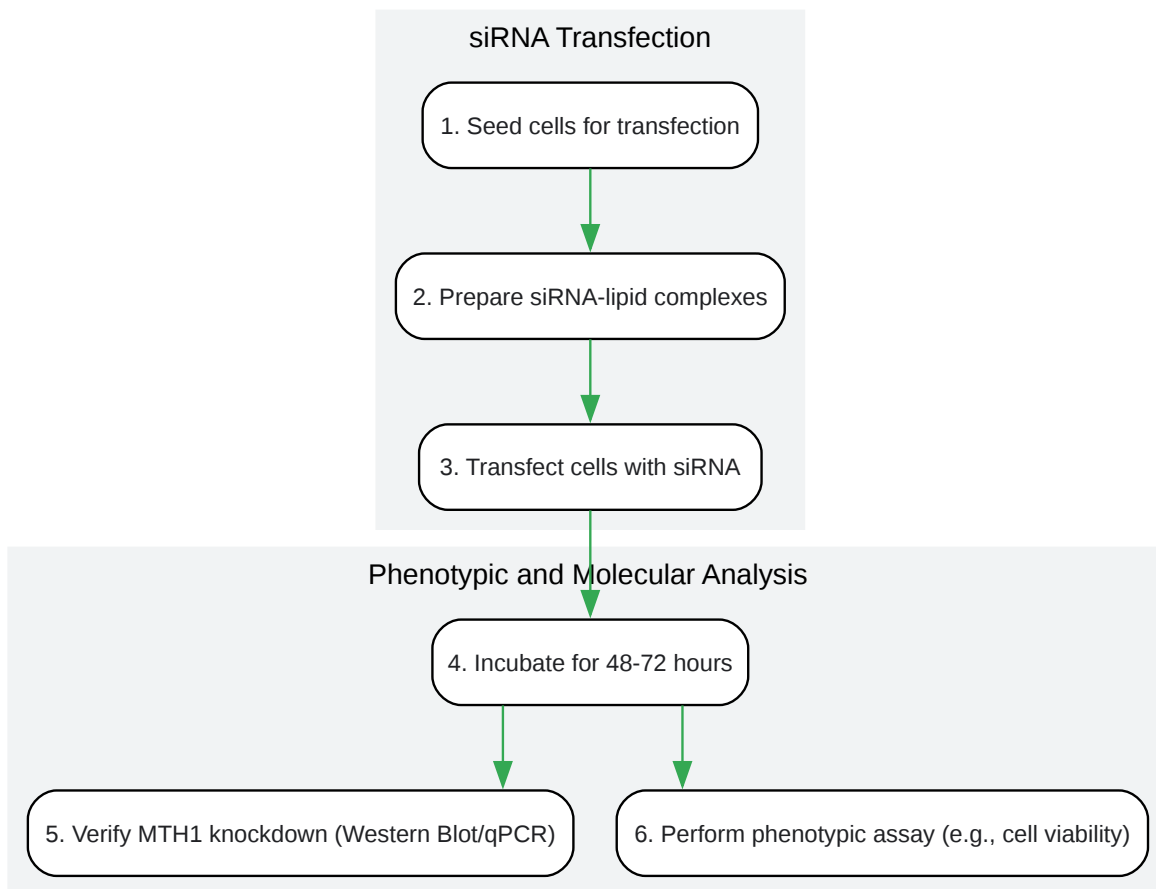 siRNA Transfection
1. Seed cells for transfection
2. Prepare siRNA-lipid complexes
3. Transfect cells with siRNA
Phenotypic and Molecular Analysis
4. Incubate for 48-72 hours
5. Verify MTH1 knockdown (Western Blot/qPCR)
6. Perform phenotypic assay (e.g., cell viability)